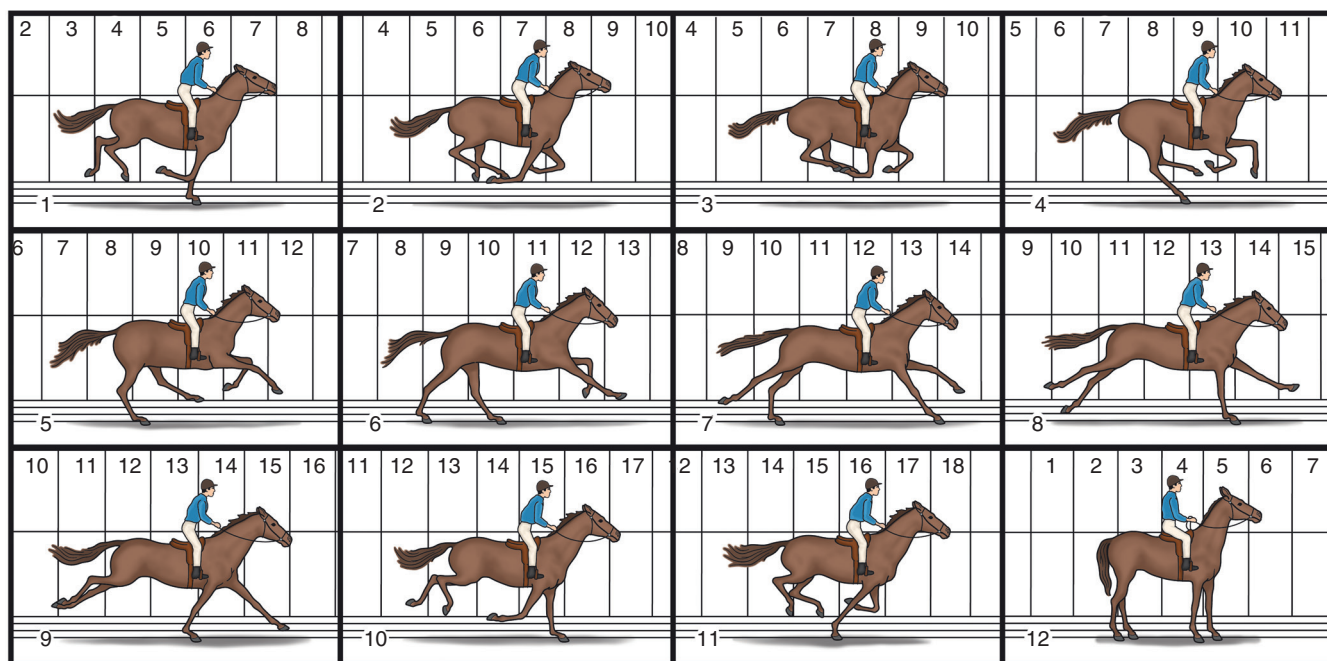 2 3 4 5 6 7 8
1
4 5 6 7 8 9 10
2
4 5 6 7 8 9 10
3
5 6 7 8 9 10 11
4
6 7 8 9 10 11 12
5
7 8 9 10 11 12 13
6
8 9 10 11 12 13 14
7
9 10 11 12 13 14 15
8
10 11 12 13 14 15 16
9
11 12 13 14 15 16 17
10
2 13 14 15 16 17 18
11
1 2 3 4 5 6 7
12